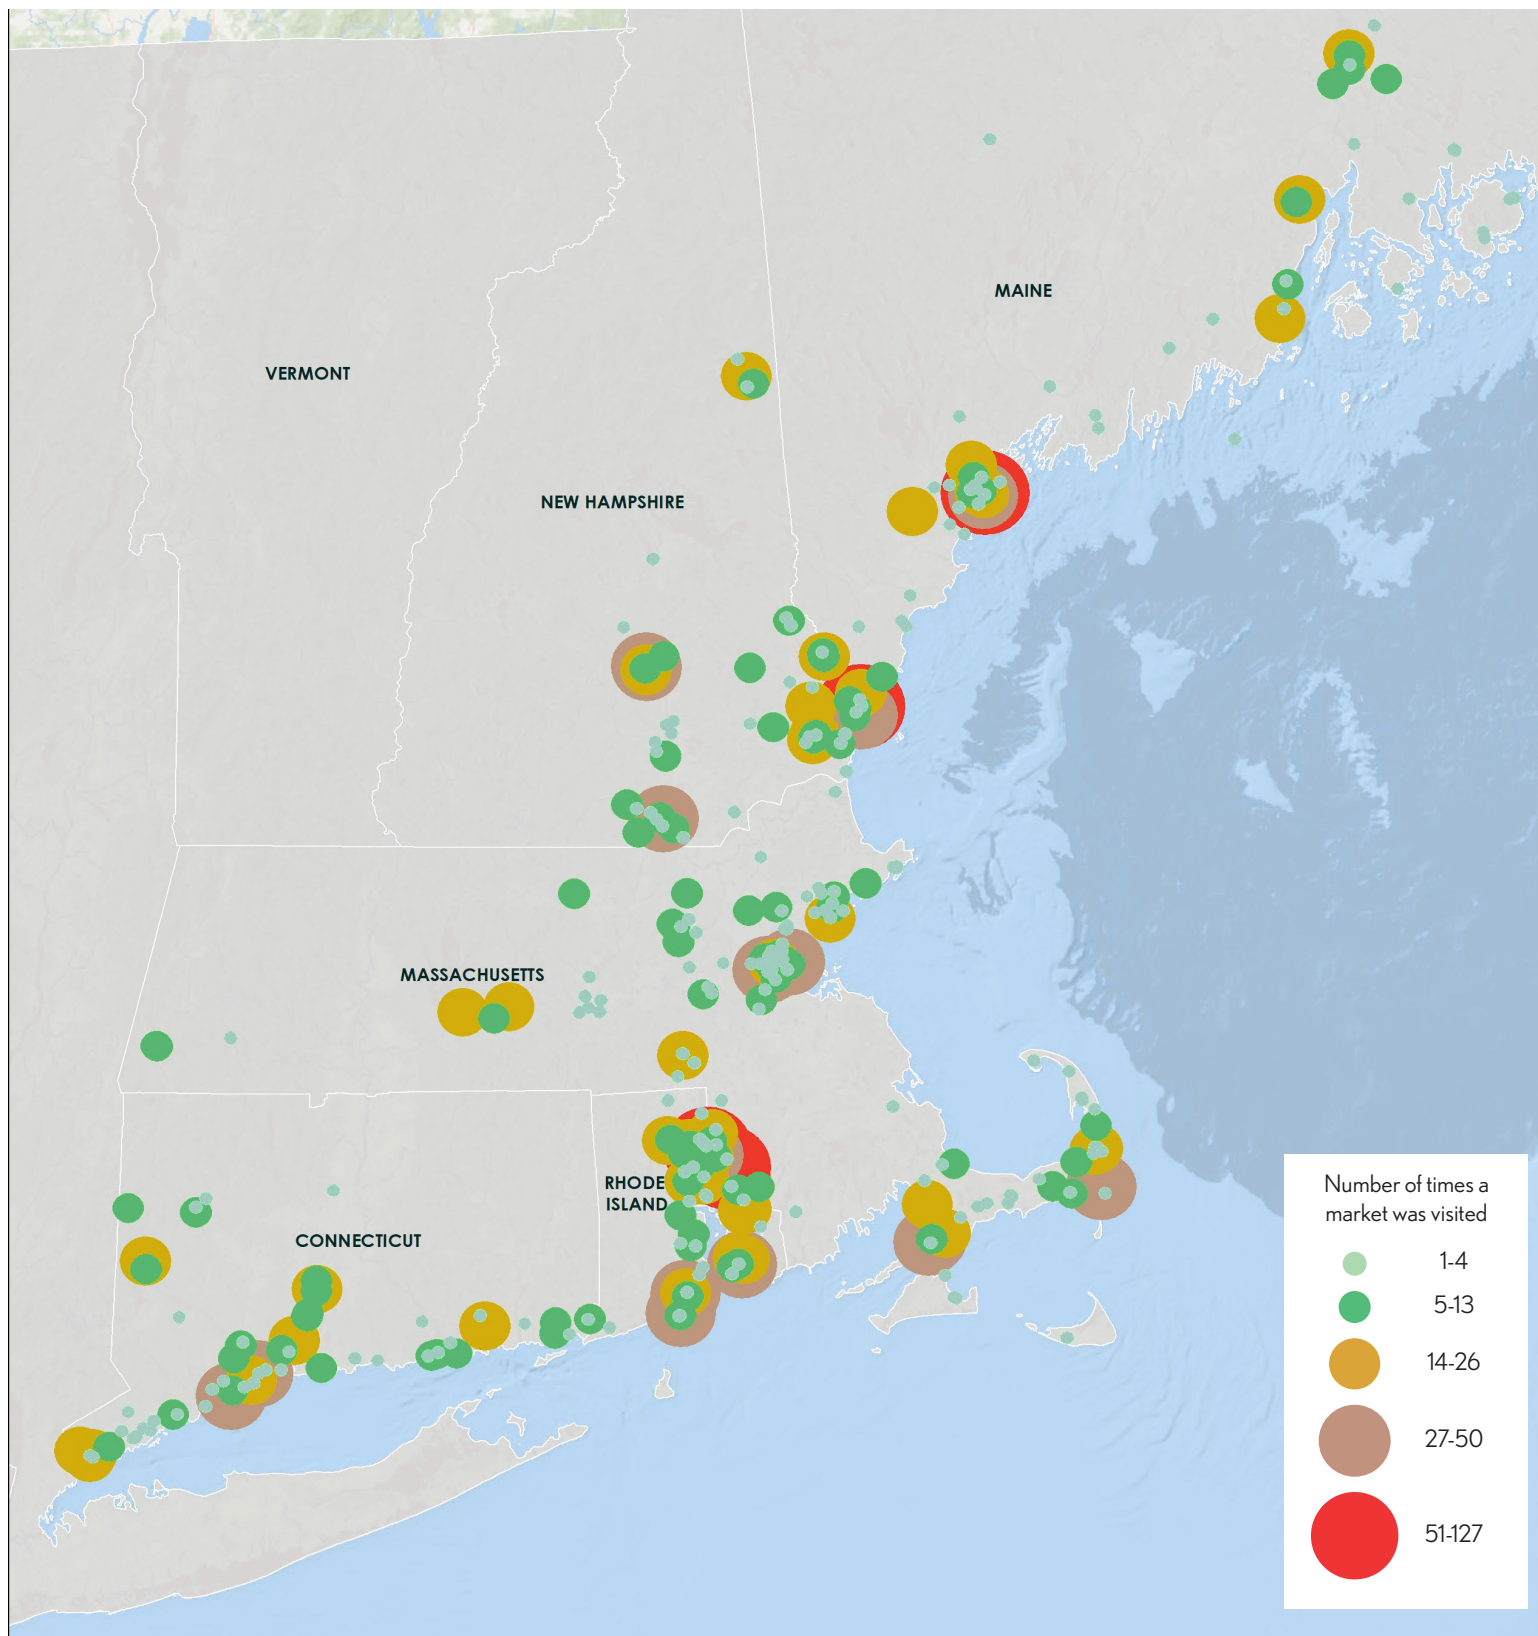 MAINE
VERMONT
NEW HAMPSHIRE
MASSACHUSETTS
RHODE
ISLAND
CONNECTICUT
Number of times a
market was visited
1-4
5-13
14-26
27-50
51-127